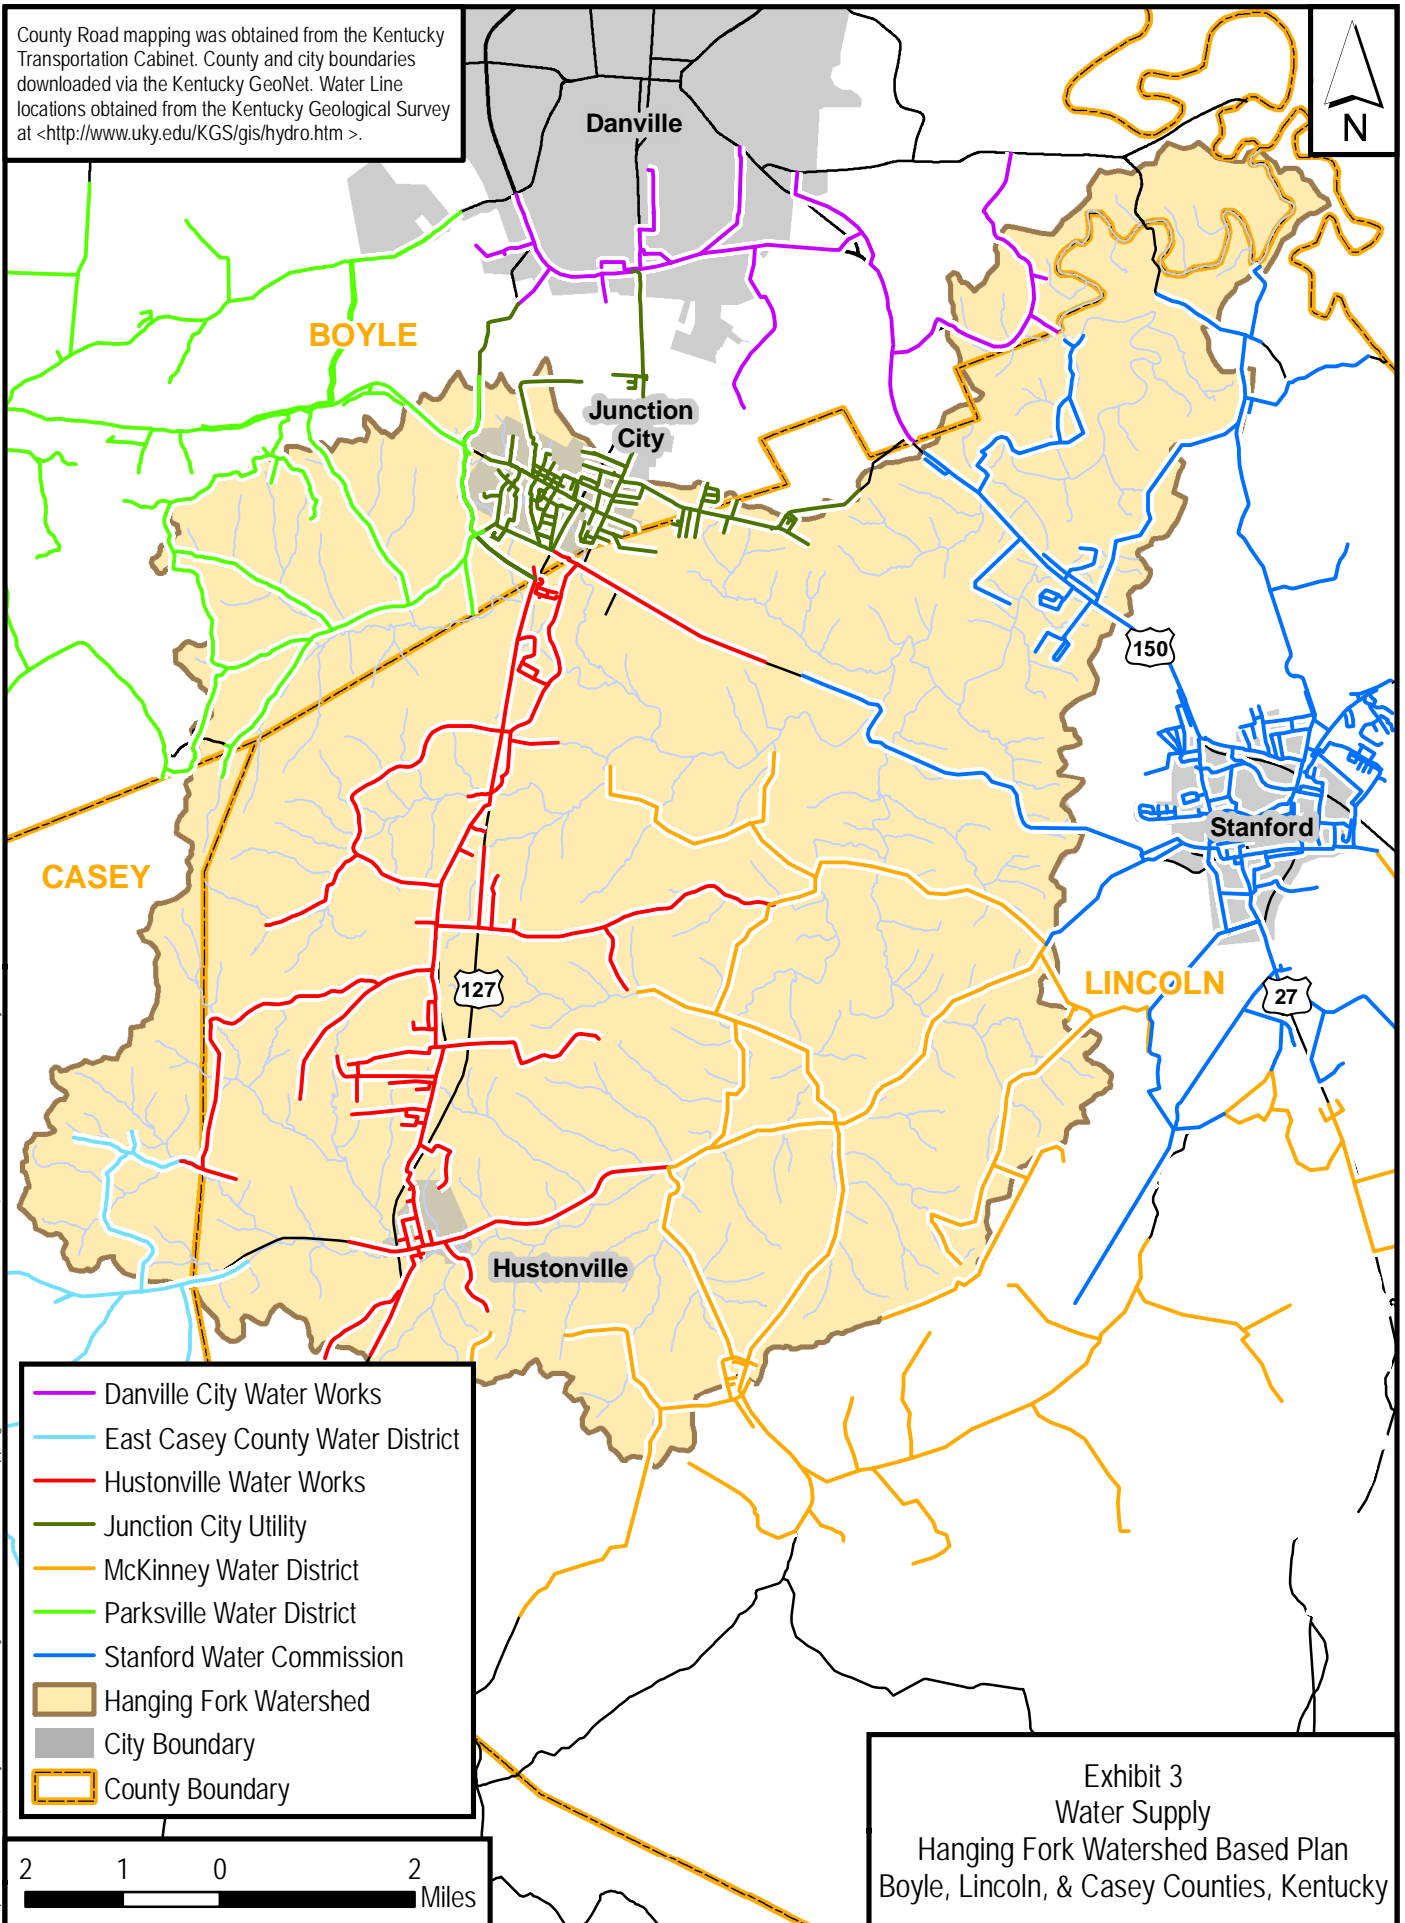 County Road mapping was obtained from the Kentucky
Transportation Cabinet. County and city boundaries
downloaded via the Kentucky GeoNet. Water Line
locations obtained from the Kentucky Geological Survey
at <http://www.uky.edu/KGS/gis/hydro.htm >.
N
Danville
BOYLE
Junction
City
150
Stanford
CASEY
127
LINCOLN
27
Hustonville
Danville City Water Works
East Casey County Water District
Hustonville Water Works
Junction City Utility
McKinney Water District
Parksville Water District
Stanford Water Commission
Hanging Fork Watershed
City Boundary
County Boundary
2 1 0 2
Miles
Exhibit 3
Water Supply
Hanging Fork Watershed Based Plan
Boyle, Lincoln, & Casey Counties, Kentucky